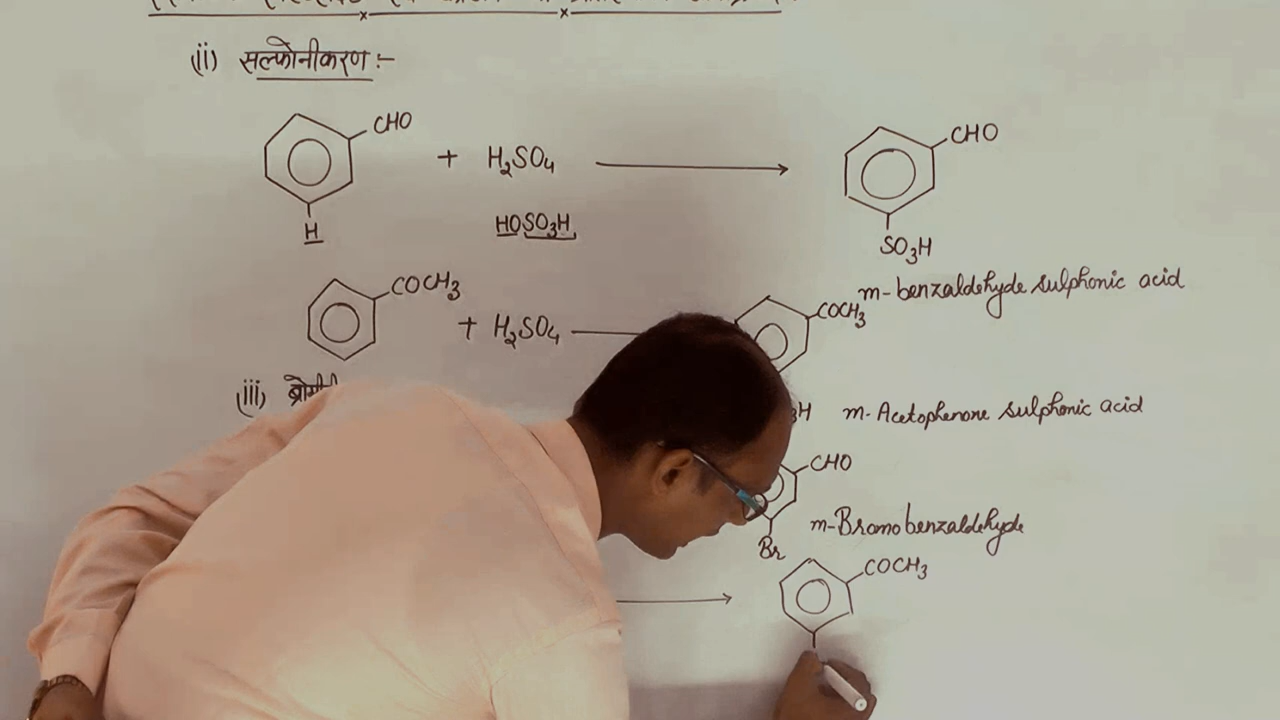 (ii) सल्फोनीकरण :-
CHO
+ H₂SO₄
CHO
H
HOSO₃H
SO₃H
m-benzaldehyde sulphonic acid
COCH₃
+ H₂SO₄
COCH₃
(iii)
m-Acetophenone sulphonic acid
CHO
Br
m-Bromobenzaldehyde
COCH₃